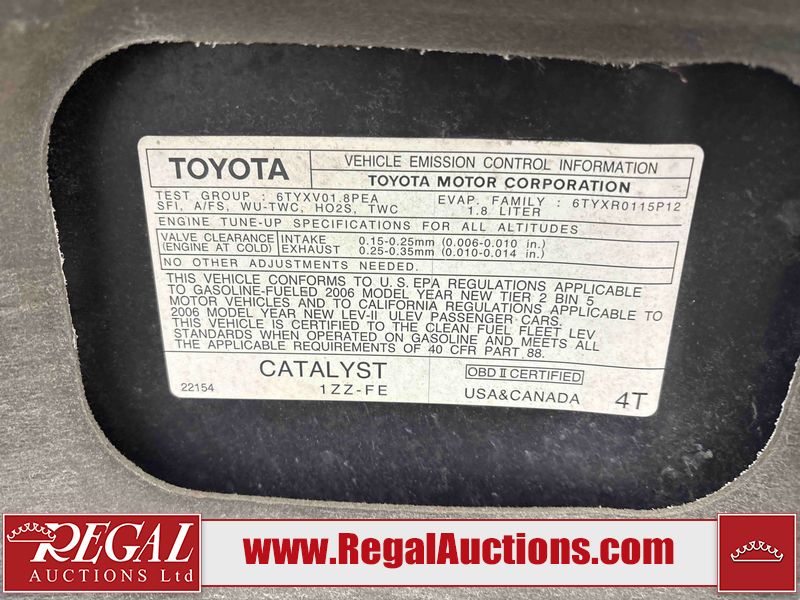 TOYOTA
VEHICLE EMISSION CONTROL INFORMATION
TOYOTA MOTOR CORPORATION
TEST GROUP : 6TYXV01.8PEA EVAP. FAMILY : 6TYXR0115P12
SFI, A/FS, WU-TWC, HO2S, TWC 1.8 LITER
ENGINE TUNE-UP SPECIFICATIONS FOR ALL ALTITUDES
VALVE CLEARANCE INTAKE 0.15-0.25mm (0.006-0.010 in.)
(ENGINE AT COLD) EXHAUST 0.25-0.35mm (0.010-0.014 in.)
NO OTHER ADJUSTMENTS NEEDED.
THIS VEHICLE CONFORMS TO U.S. EPA REGULATIONS APPLICABLE
TO GASOLINE-FUELED 2006 MODEL YEAR NEW TIER 2 BIN 5
MOTOR VEHICLES AND TO CALIFORNIA REGULATIONS APPLICABLE TO
2006 MODEL YEAR NEW LEV-II ULEV PASSENGER CARS.
THIS VEHICLE IS CERTIFIED TO THE CLEAN FUEL FLEET LEV
STANDARDS WHEN OPERATED ON GASOLINE AND MEETS ALL
THE APPLICABLE REQUIREMENTS OF 40 CFR PART 88.
CATALYST OBD II CERTIFIED
22154 1ZZ-FE USA&CANADA 4T
REGAL
AUCTIONS Ltd
www.RegalAuctions.com